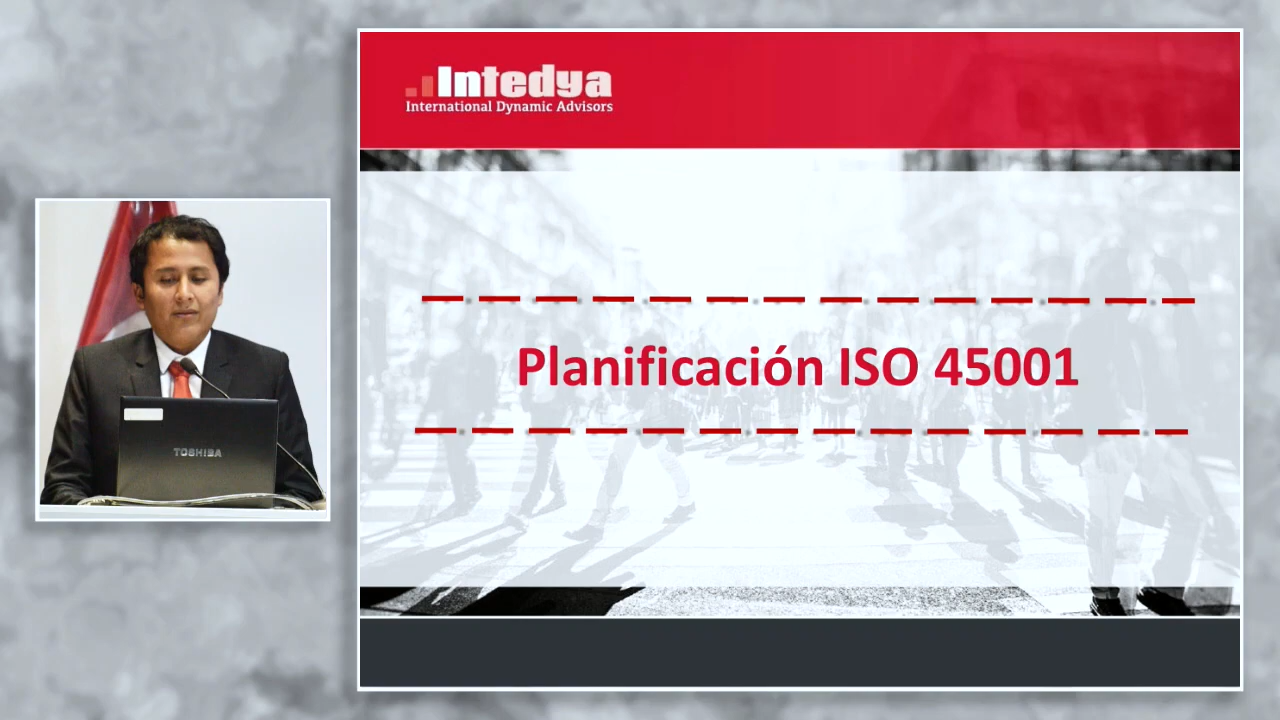 Intedya
International Dynamic Advisors
Planificación ISO 45001
TOSHIBA